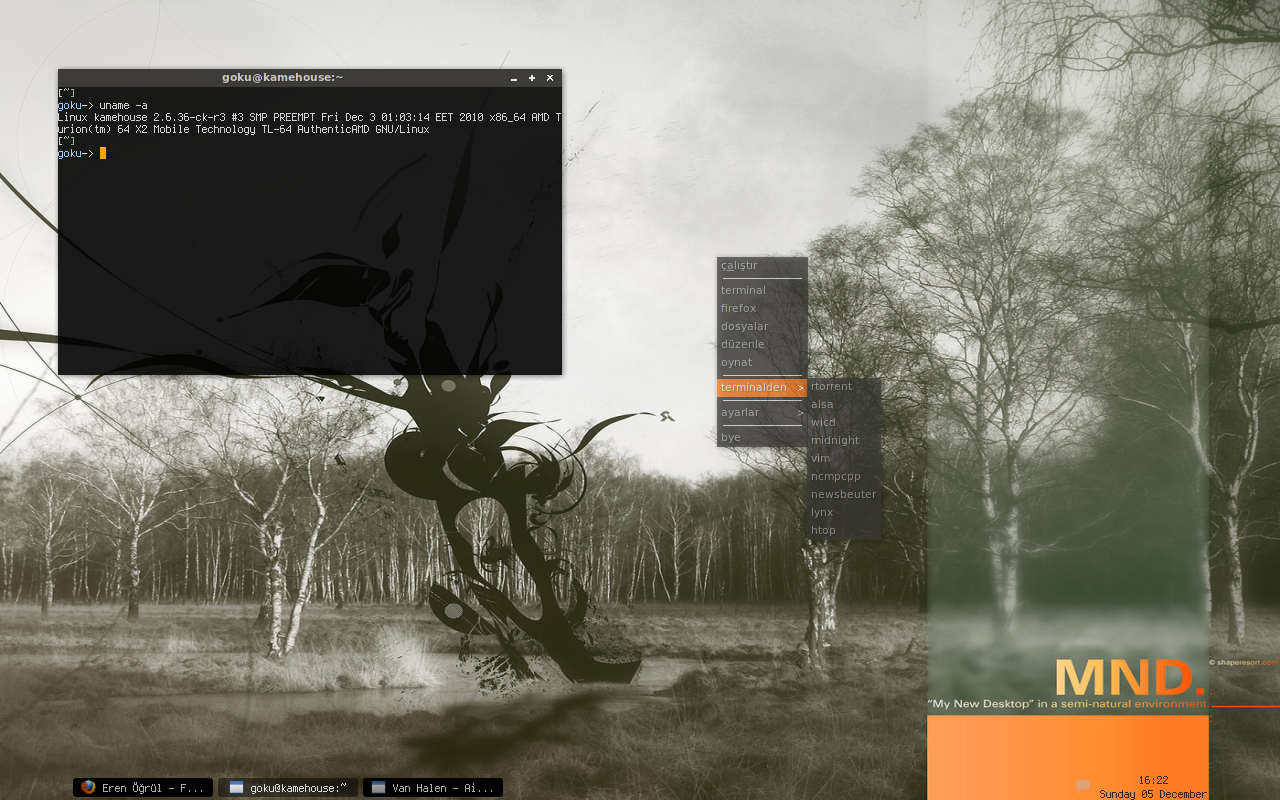 goku@kamehouse:~
[~]
goku-> uname -a
Linux kamehouse 2.6.36-ck-r3 #3 SMP PREEMPT Fri Dec 3 01:03:14 EET 2010 x86_64 AMD T
urion(tm) 64 X2 Mobile Technology TL-64 AuthenticAMD GNU/Linux
[~]
goku->
çalıştır
terminal
firefox
dosyalar
düzenle
oynat
terminalden >
ayarlar >
bye
rtorrent
alsa
wicd
midnight
vim
ncmpcpp
newsbeuter
lynx
htop
MND.
© shaperesort.com
"My New Desktop" in a semi-natural environment.
Eren Öğrül - F...
goku@kamehouse:~
Van Halen - Ai...
16:22
Sunday 05 December